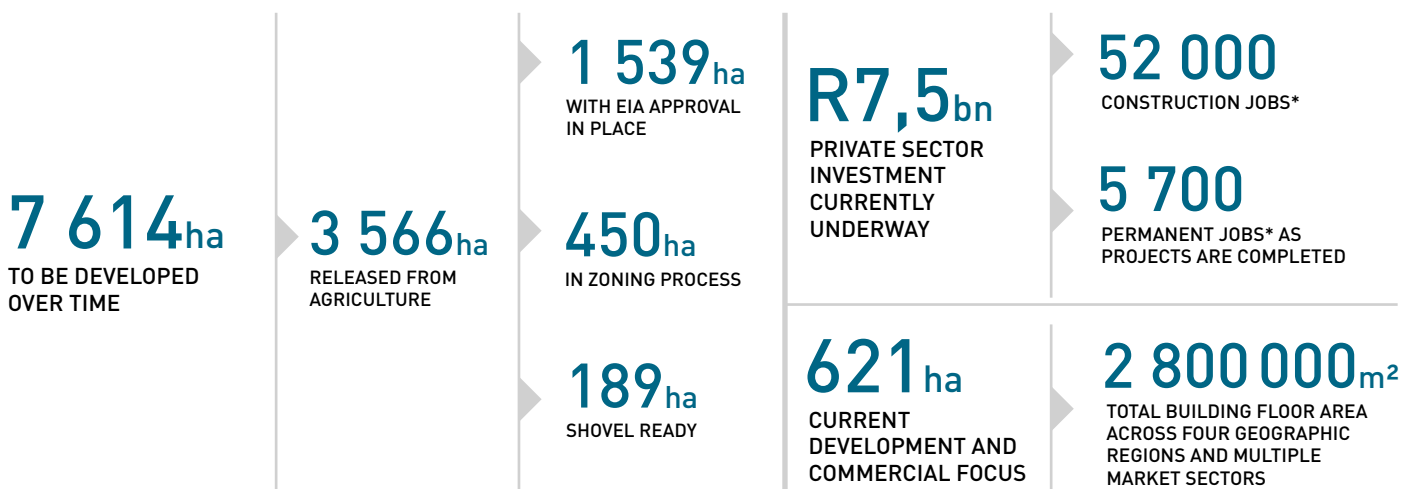 7 614ha
TO BE DEVELOPED
OVER TIME
3 566ha
RELEASED FROM
AGRICULTURE
1 539ha
WITH EIA APPROVAL
IN PLACE
450ha
IN ZONING PROCESS
189ha
SHOVEL READY
R7,5bn
PRIVATE SECTOR
INVESTMENT
CURRENTLY
UNDERWAY
52 000
CONSTRUCTION JOBS*
5 700
PERMANENT JOBS* AS
PROJECTS ARE COMPLETED
621ha
CURRENT
DEVELOPMENT AND
COMMERCIAL FOCUS
2 800 000m²
TOTAL BUILDING FLOOR AREA
ACROSS FOUR GEOGRAPHIC
REGIONS AND MULTIPLE
MARKET SECTORS